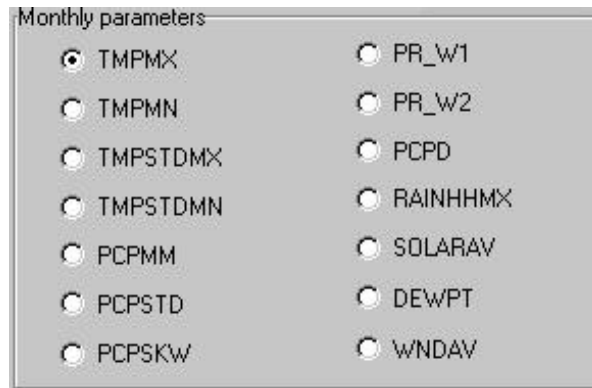 Monthly parameters
TMPMX
TMPMN
TMPSTDMX
TMPSTDMN
PCPMM
PCPSTD
PCPSKW
PR_W1
PR_W2
PCPD
RAINHHMX
SOLARAV
DEWPT
WNDAV